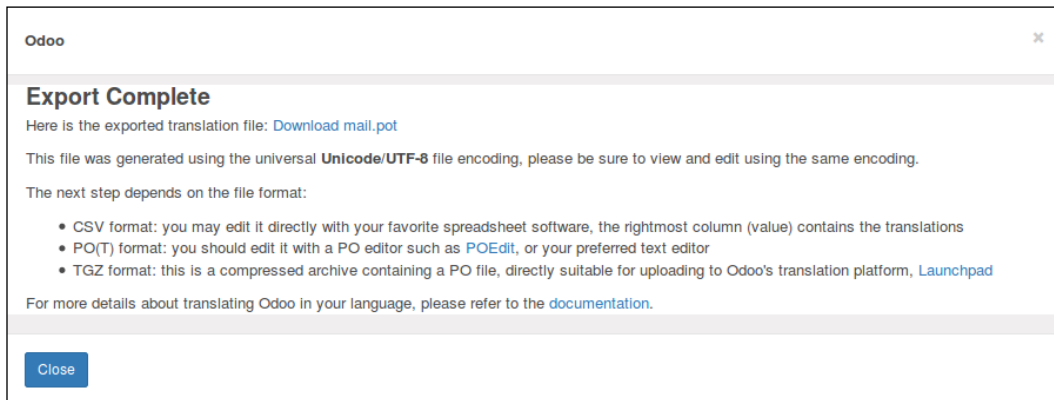 Odoo
×
Export Complete
Here is the exported translation file: Download mail.pot
This file was generated using the universal Unicode/UTF-8 file encoding, please be sure to view and edit using the same encoding.
The next step depends on the file format:
• CSV format: you may edit it directly with your favorite spreadsheet software, the rightmost column (value) contains the translations
• PO(T) format: you should edit it with a PO editor such as POEdit, or your preferred text editor
• TGZ format: this is a compressed archive containing a PO file, directly suitable for uploading to Odoo's translation platform, Launchpad
For more details about translating Odoo in your language, please refer to the documentation.
Close